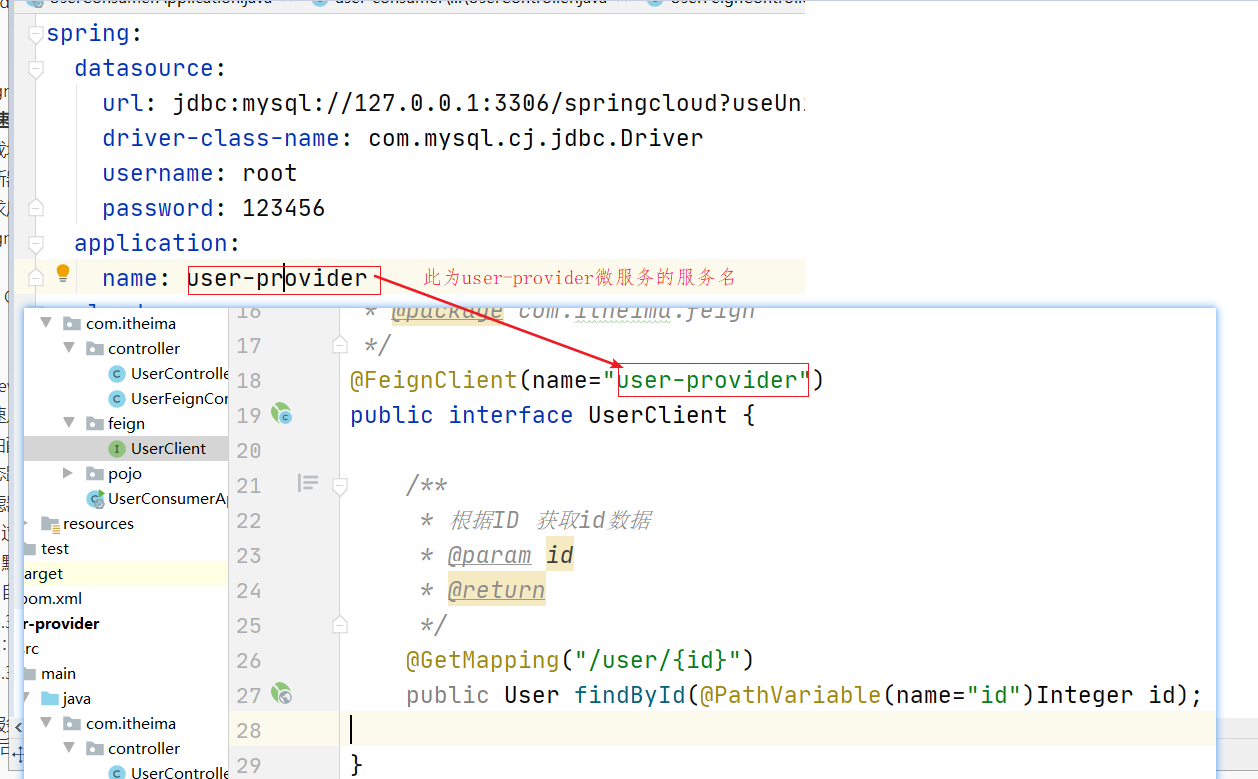 spring:
datasource:
url: jdbc:mysql://127.0.0.1:3306/springcloud?useUn
driver-class-name: com.mysql.cj.jdbc.Driver
username: root
password: 123456
application:
name: user-provider 此为user-provider微服务的服务名
com.itheima
controller
UserControlle
UserFeignCor
feign
UserClient
pojo
UserConsumerAp
resources
test
arget
pom.xml
r-provider
rc
main
java
com.itheima
controller
UserControlle
16 * @package com.itheima.feign
17 */
18 @FeignClient(name="user-provider")
19 public interface UserClient {
20
21 /**
22 * 根据ID 获取id数据
23 * @param id
24 * @return
25 */
26 @GetMapping("/user/{id}")
27 public User findById(@PathVariable(name="id")Integer id);
28
29 }